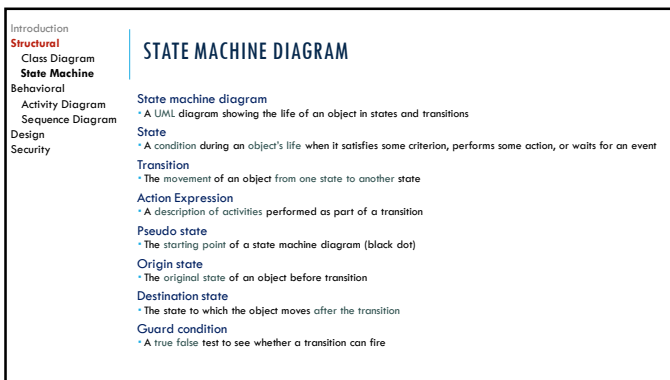 Introduction
Structural
Class Diagram
State Machine
Behavioral
Activity Diagram
Sequence Diagram
Design
Security
STATE MACHINE DIAGRAM
State machine diagram
• A UML diagram showing the life of an object in states and transitions
State
• A condition during an object's life when it satisfies some criterion, performs some action, or waits for an event
Transition
• The movement of an object from one state to another state
Action Expression
• A description of activities performed as part of a transition
Pseudo state
• The starting point of a state machine diagram (black dot)
Origin state
• The original state of an object before transition
Destination state
• The state to which the object moves after the transition
Guard condition
• A true false test to see whether a transition can fire